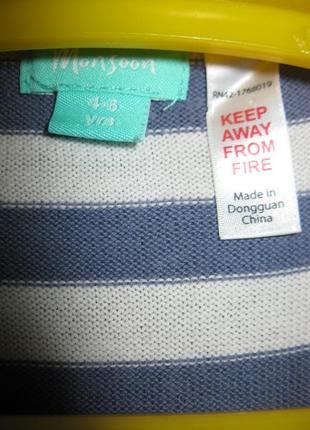 Monsoon
4-6
yrs
RN42-1768019
KEEP
AWAY
FROM
FIRE
Made in
Dongguan
China